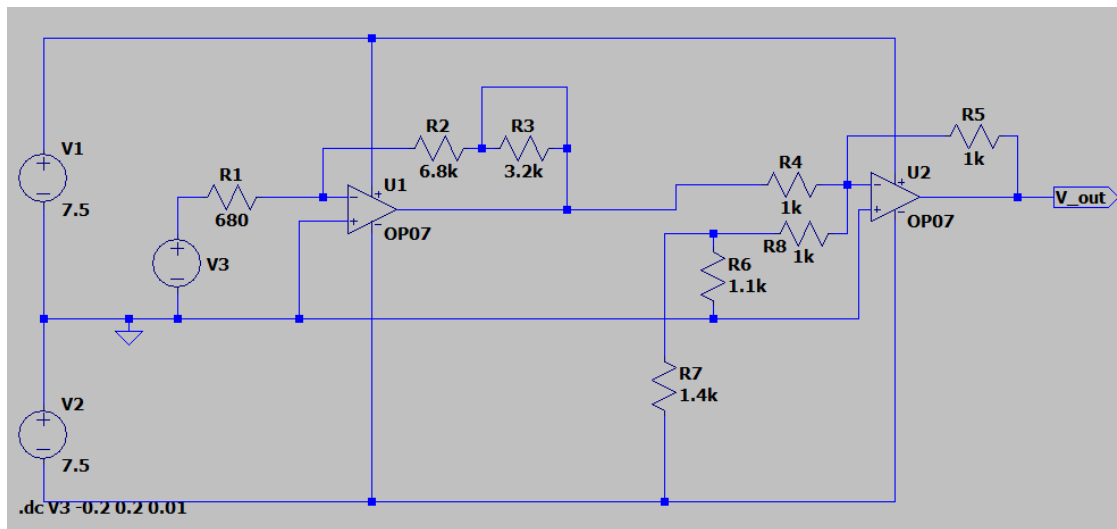 V1
+
−
7.5
R1
680
+
−
V3
R2
6.8k
R3
3.2k
U1
−
+
+
−
OP07
R4
1k
R8
1k
R6
1.1k
R7
1.4k
R5
1k
U2
−
+
+
−
OP07
V_out
V2
+
−
7.5
.dc V3 -0.2 0.2 0.01